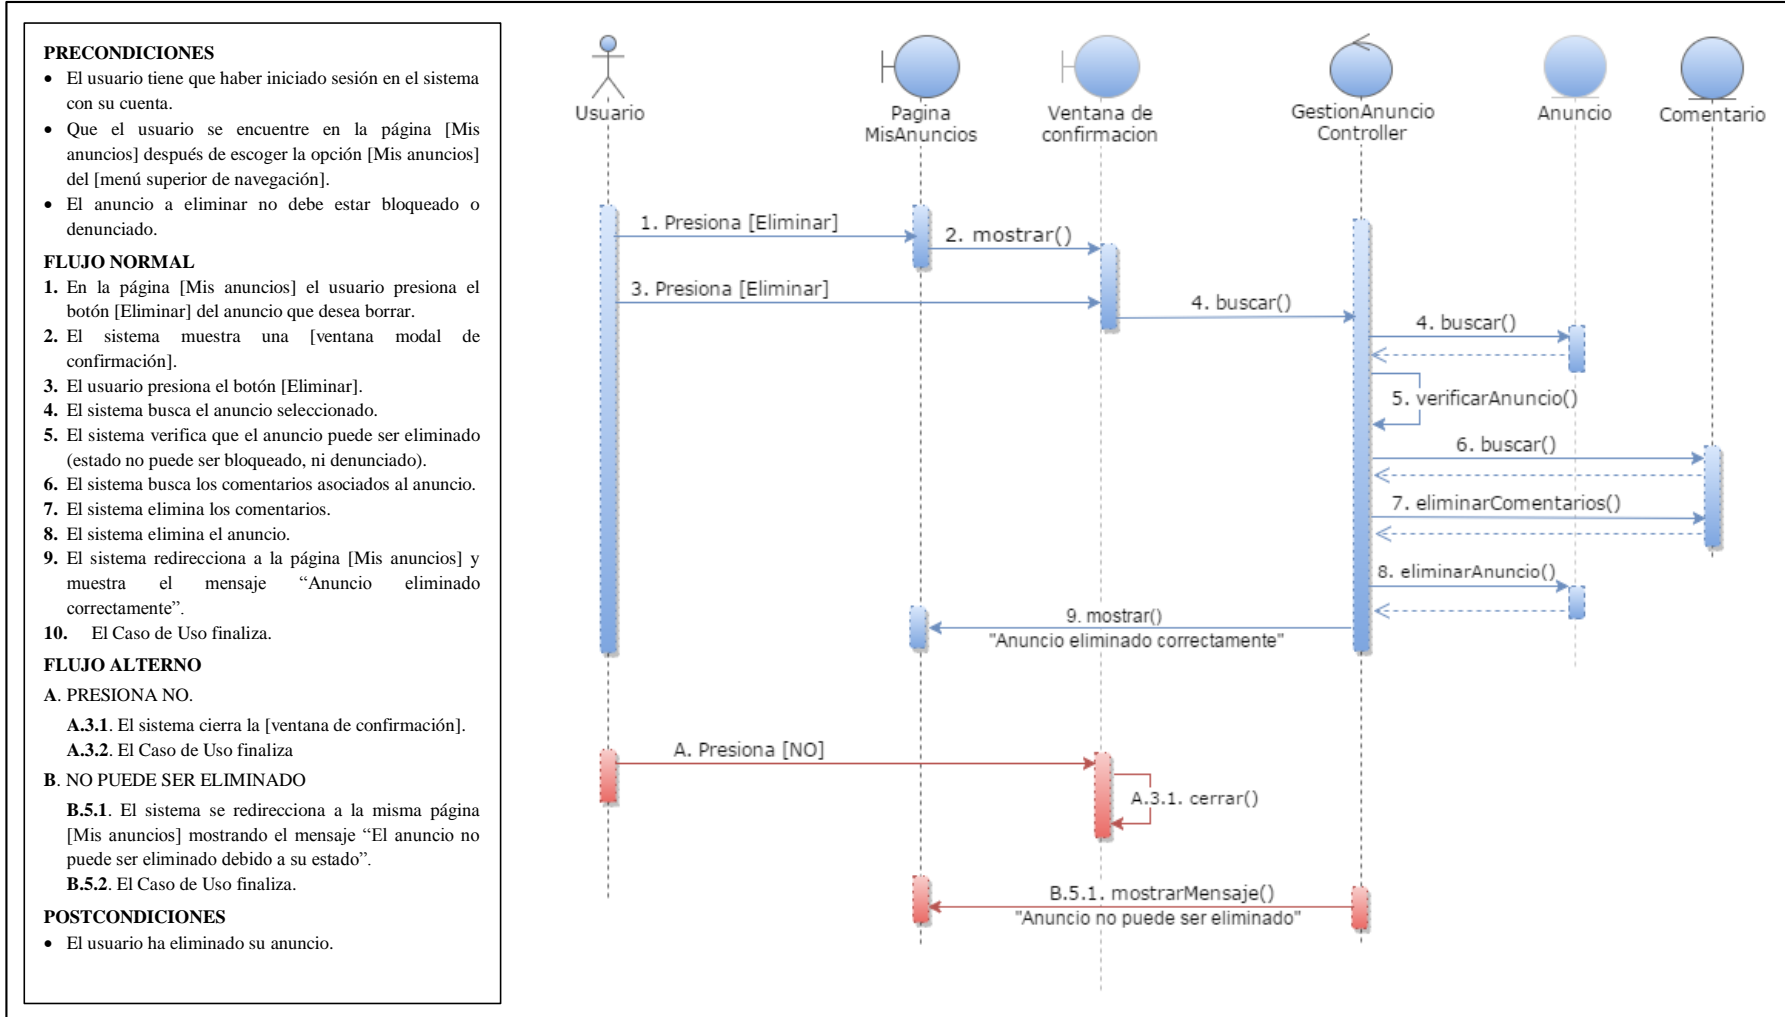 PRECONDICIONES
• El usuario tiene que haber iniciado sesión en el sistema
con su cuenta.
• Que el usuario se encuentre en la página [Mis
anuncios] después de escoger la opción [Mis anuncios]
del [menú superior de navegación].
• El anuncio a eliminar no debe estar bloqueado o
denunciado.
FLUJO NORMAL
1. En la página [Mis anuncios] el usuario presiona el
botón [Eliminar] del anuncio que desea borrar.
2. El sistema muestra una [ventana modal de
confirmación].
3. El usuario presiona el botón [Eliminar].
4. El sistema busca el anuncio seleccionado.
5. El sistema verifica que el anuncio puede ser eliminado
(estado no puede ser bloqueado, ni denunciado).
6. El sistema busca los comentarios asociados al anuncio.
7. El sistema elimina los comentarios.
8. El sistema elimina el anuncio.
9. El sistema redirecciona a la página [Mis anuncios] y
muestra el mensaje “Anuncio eliminado
correctamente”.
10. El Caso de Uso finaliza.
FLUJO ALTERNO
A. PRESIONA NO.
A.3.1. El sistema cierra la [ventana de confirmación].
A.3.2. El Caso de Uso finaliza
B. NO PUEDE SER ELIMINADO
B.5.1. El sistema se redirecciona a la misma página
[Mis anuncios] mostrando el mensaje “El anuncio no
puede ser eliminado debido a su estado”.
B.5.2. El Caso de Uso finaliza.
POSTCONDICIONES
• El usuario ha eliminado su anuncio.
Usuario
Pagina
MisAnuncios
Ventana de
confirmacion
GestionAnuncio
Controller
Anuncio
Comentario
1. Presiona [Eliminar]
2. mostrar()
3. Presiona [Eliminar]
4. buscar()
4. buscar()
5. verificarAnuncio()
6. buscar()
7. eliminarComentarios()
8. eliminarAnuncio()
9. mostrar()
"Anuncio eliminado correctamente"
A. Presiona [NO]
A.3.1. cerrar()
B.5.1. mostrarMensaje()
"Anuncio no puede ser eliminado"